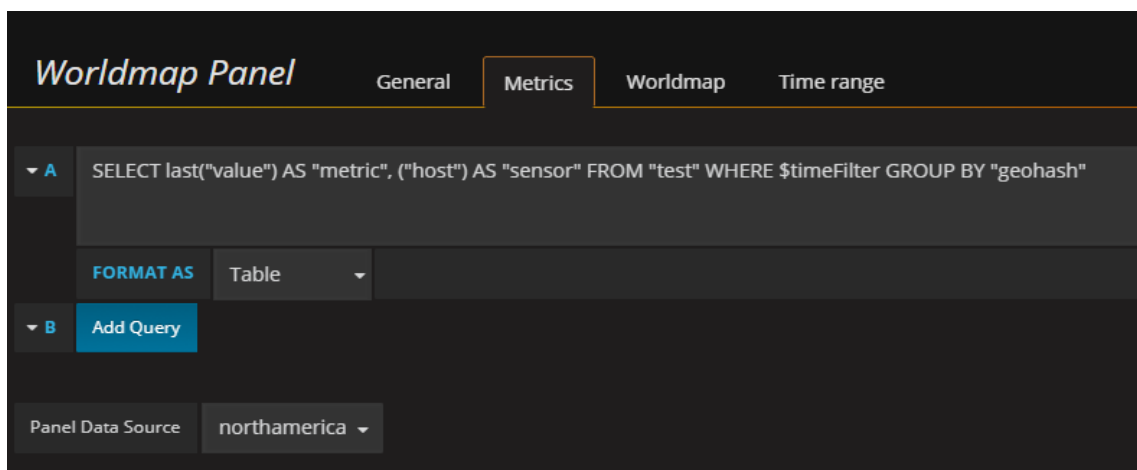 Worldmap Panel General Metrics Worldmap Time range
A SELECT last("value") AS "metric", ("host") AS "sensor" FROM "test" WHERE $timeFilter GROUP BY "geohash"
FORMAT AS Table
B Add Query
Panel Data Source northamerica